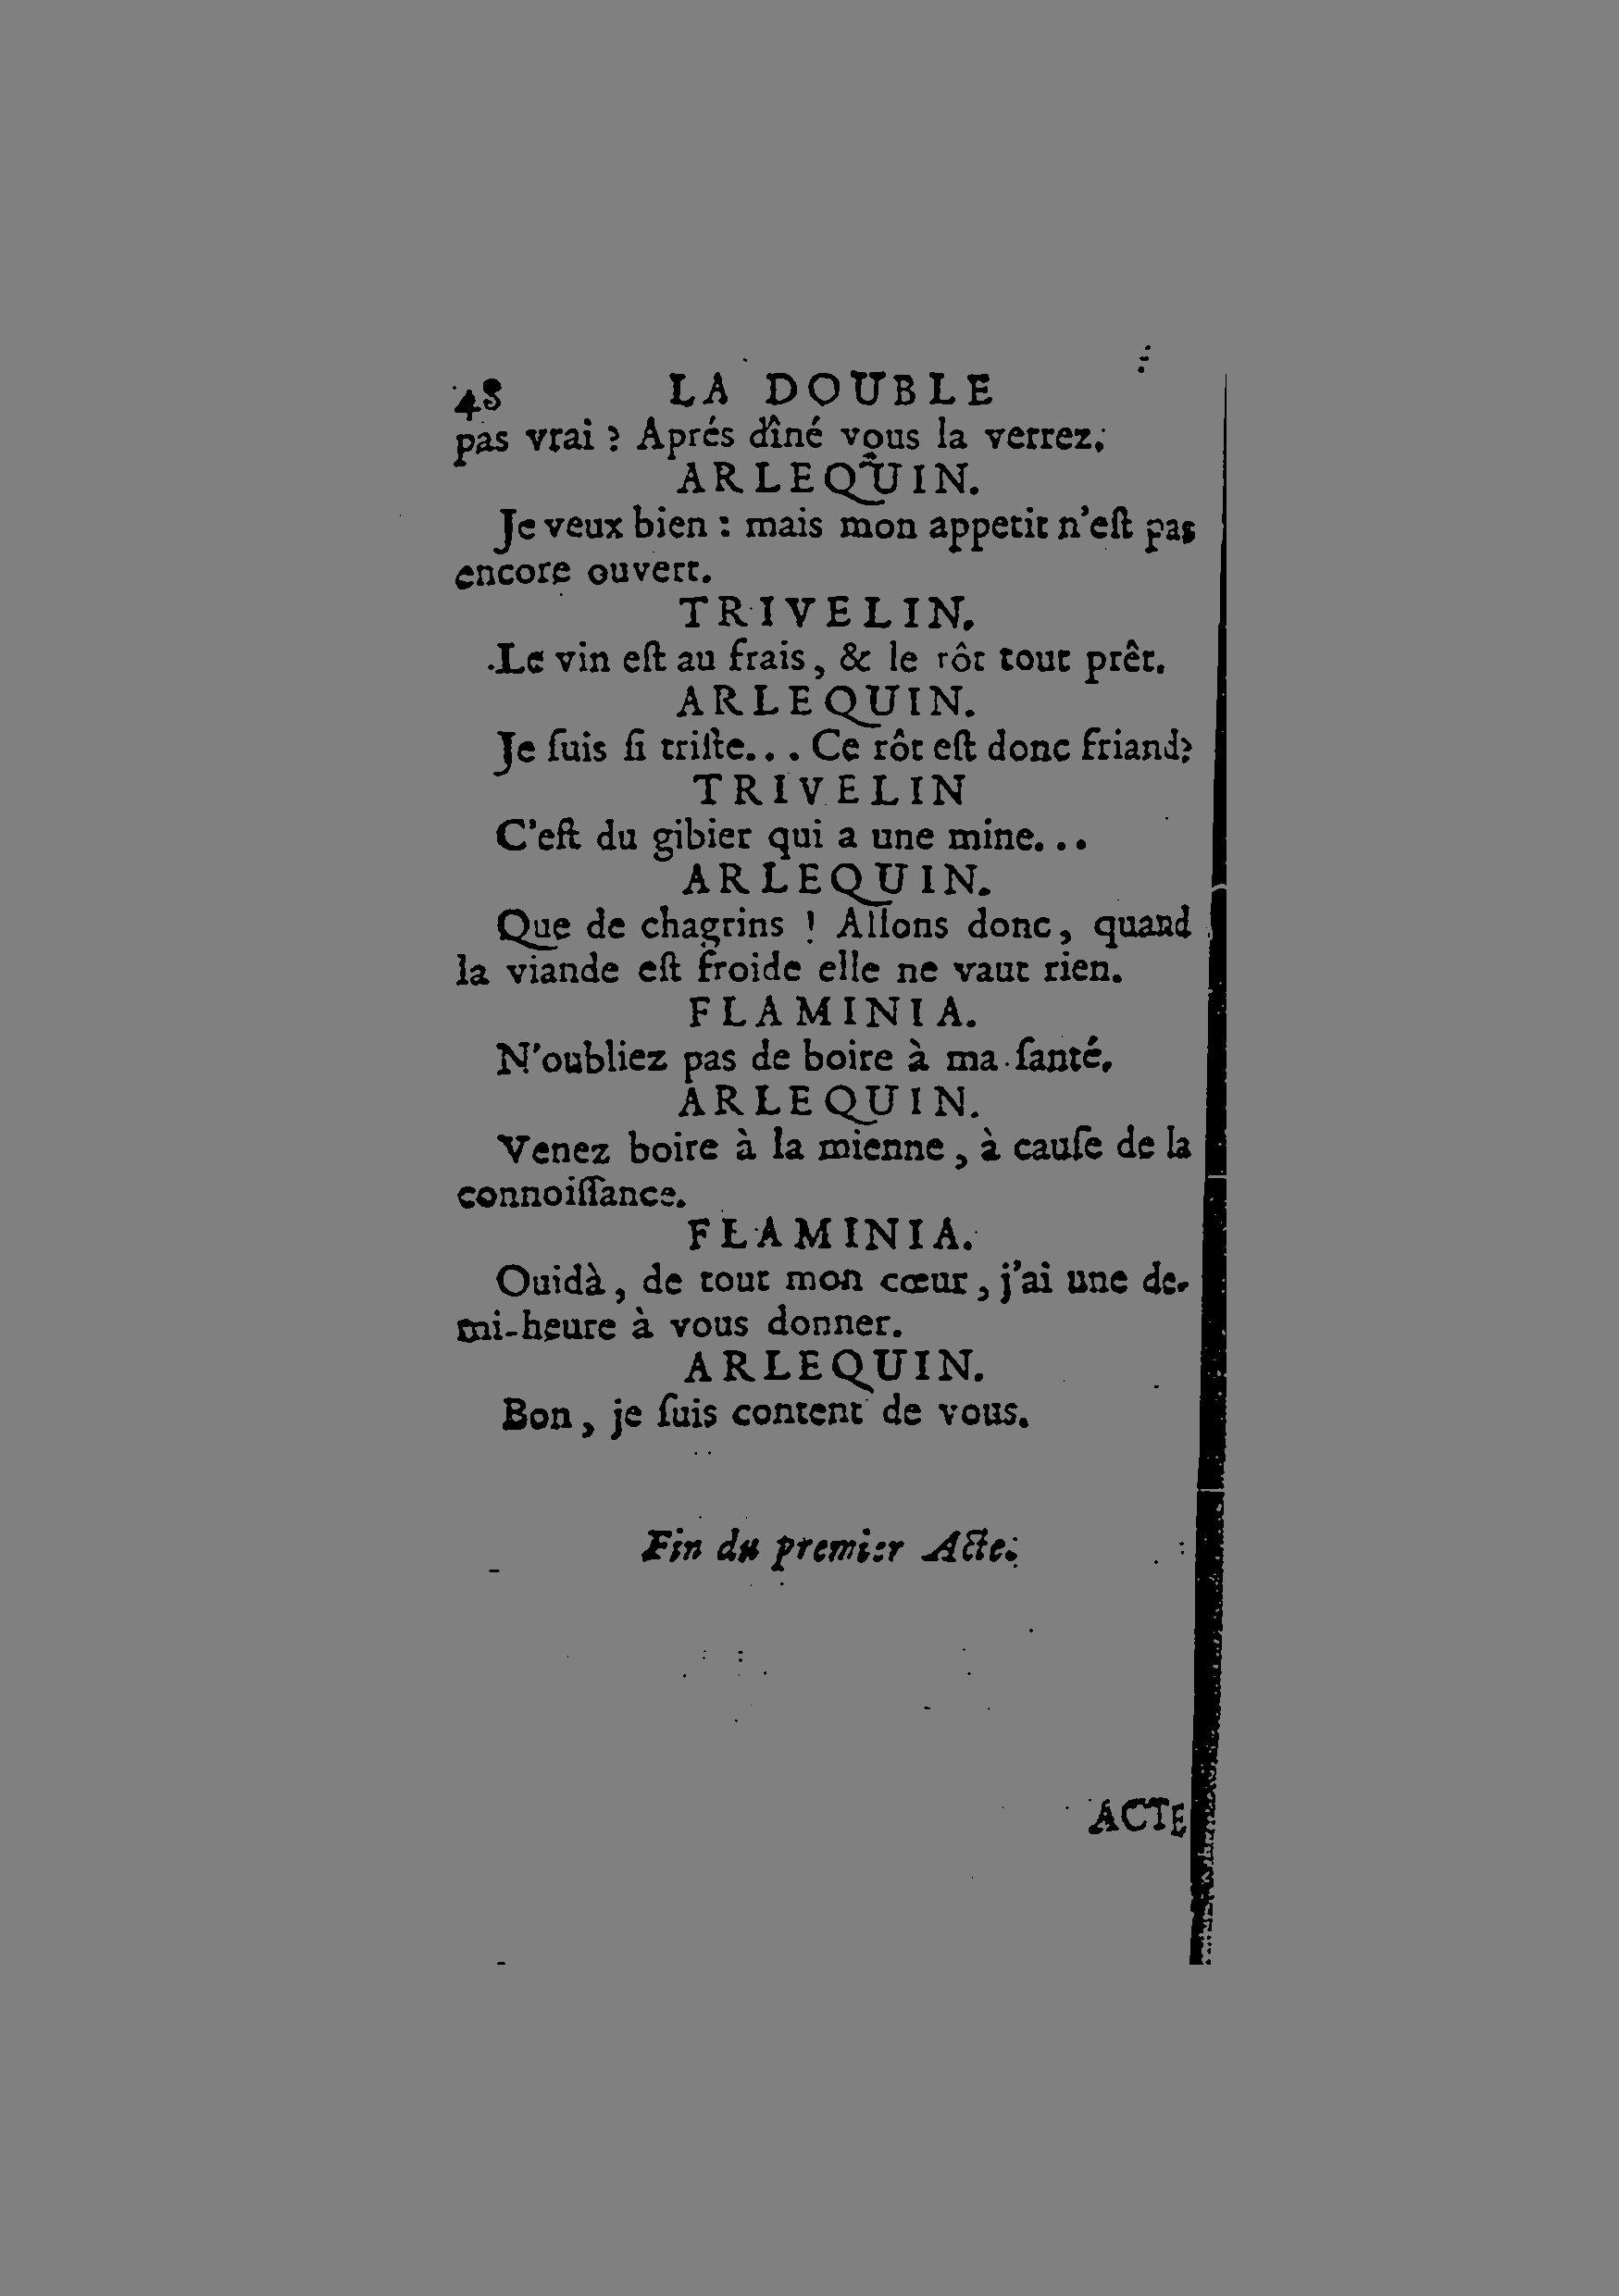 48 LA DOUBLE
pas vrai ? Aprés dîné vous la verrez.
ARLEQUIN.
Je veux bien : mais mon appetit n'eſt pas
encore ouvert.
TRIVELIN.
Le vin eſt au frais, & le rôt tout prêt.
ARLEQUIN.
Je ſuis ſi triſte... Ce rôt eſt donc friand?
TRIVELIN
C'eſt du gibier qui a une mine...
ARLEQUIN.
Que de chagrins ! Allons donc, quand
la viande eſt froide elle ne vaut rien.
FLAMINIA.
N'oubliez pas de boire à ma ſanté.
ARLEQUIN.
Venez boire à la mienne, à cauſe de la
connoiſſance.
FLAMINIA.
Ouidà, de tout mon cœur, j'ai une de-
mi-heure à vous donner.
ARLEQUIN.
Bon, je ſuis content de vous.
Fin du premier Acte.
ACTE